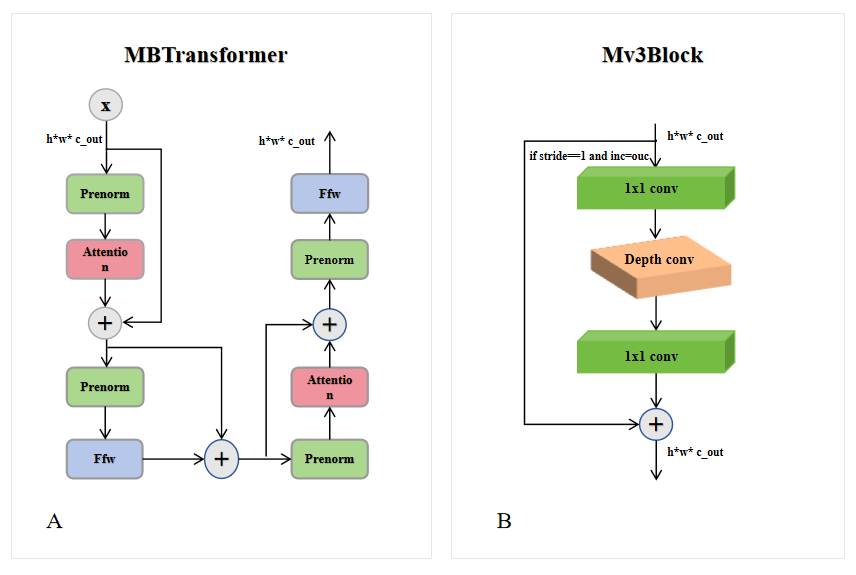 MBTransformer
x
h*w* c_out
Prenorm
Attentio
n
+
Prenorm
Ffw
+
Prenorm
Attentio
n
+
Prenorm
Ffw
h*w* c_out
A
Mv3Block
h*w* c_out
if stride==1 and inc=ouc
1x1 conv
Depth conv
1x1 conv
+
h*w* c_out
B